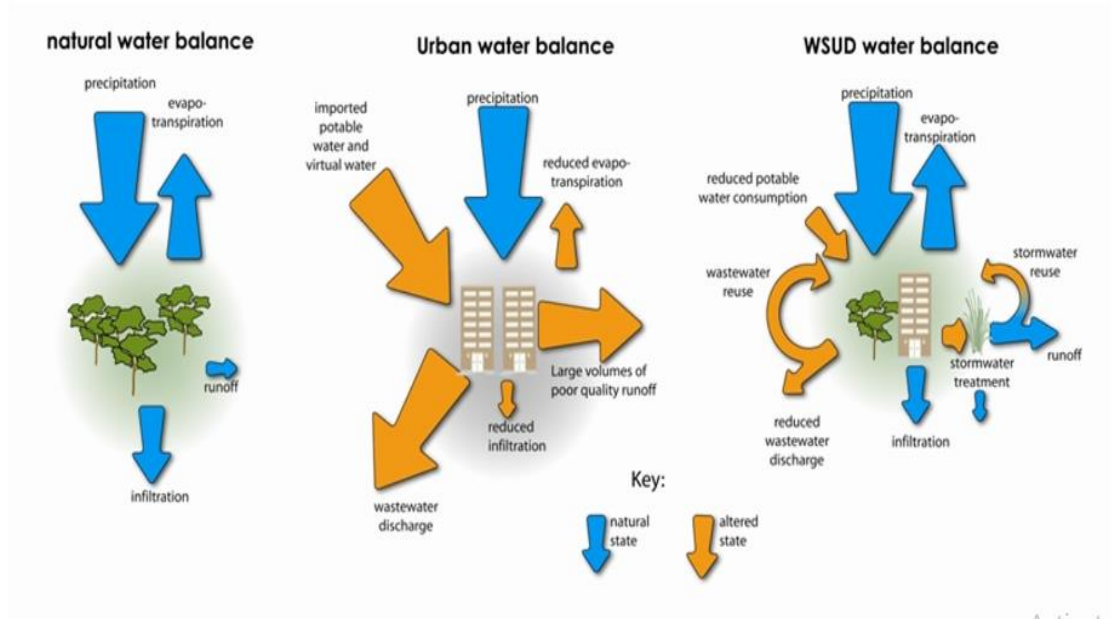 natural water balance
precipitation
evapo-
transpiration
runoff
infiltration
Urban water balance
imported
potable
water and
virtual water
precipitation
reduced evapo-
transpiration
Large volumes of
poor quality runoff
reduced
infiltration
wastewater
discharge
WSUD water balance
precipitation
evapo-
transpiration
reduced potable
water consumption
wastewater
reuse
stormwater
reuse
runoff
stormwater
treatment
infiltration
reduced
wastewater
discharge
Key:
natural
state
altered
state